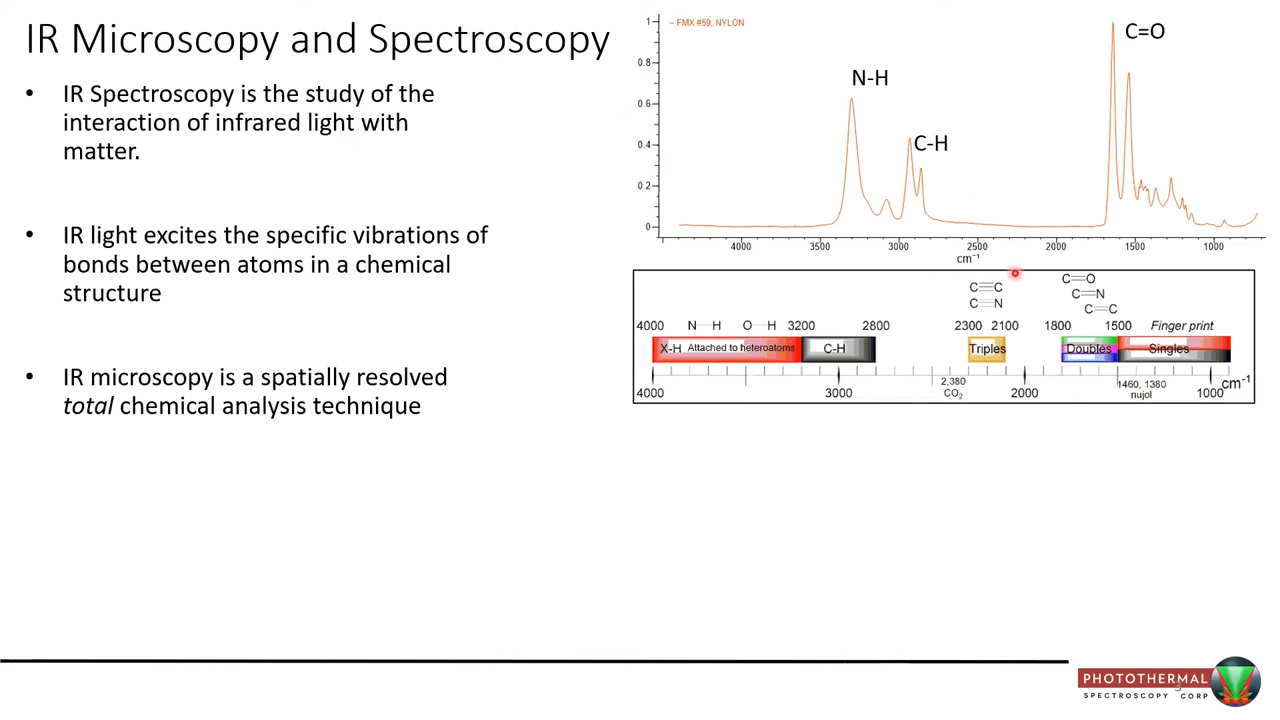 IR Microscopy and Spectroscopy
• IR Spectroscopy is the study of the
interaction of infrared light with
matter.
• IR light excites the specific vibrations of
bonds between atoms in a chemical
structure
• IR microscopy is a spatially resolved
total chemical analysis technique
FMX #59; NYLON
1
0.8
0.6
0.4
0.2
0
N-H
C-H
C=O
4000 3500 3000 2500 2000 1500 1000
cm⁻¹
C≡C
C≡N
C=O
C=N
C=C
4000 N-H O-H 3200 2800 2300 2100 1800 1500 Finger print
X-H Attached to heteroatoms C-H Triples Doubles Singles
4000 3000 2,380 2000 1460, 1380 1000 cm⁻¹
CO₂ nujol
PHOTOTHERMAL
SPECTROSCOPY CORP
3